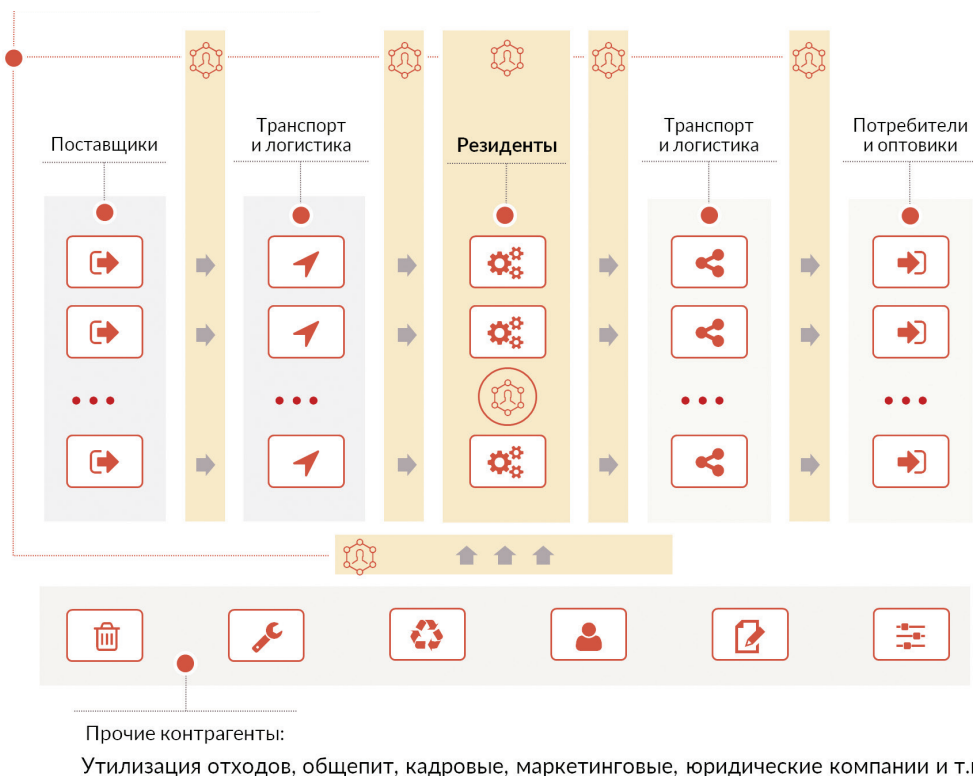 Поставщики
Транспорт
и логистика
Резиденты
Транспорт
и логистика
Потребители
и оптовики
Прочие контрагенты:
Утилизация отходов, общепит, кадровые, маркетинговые, юридические компании и т.